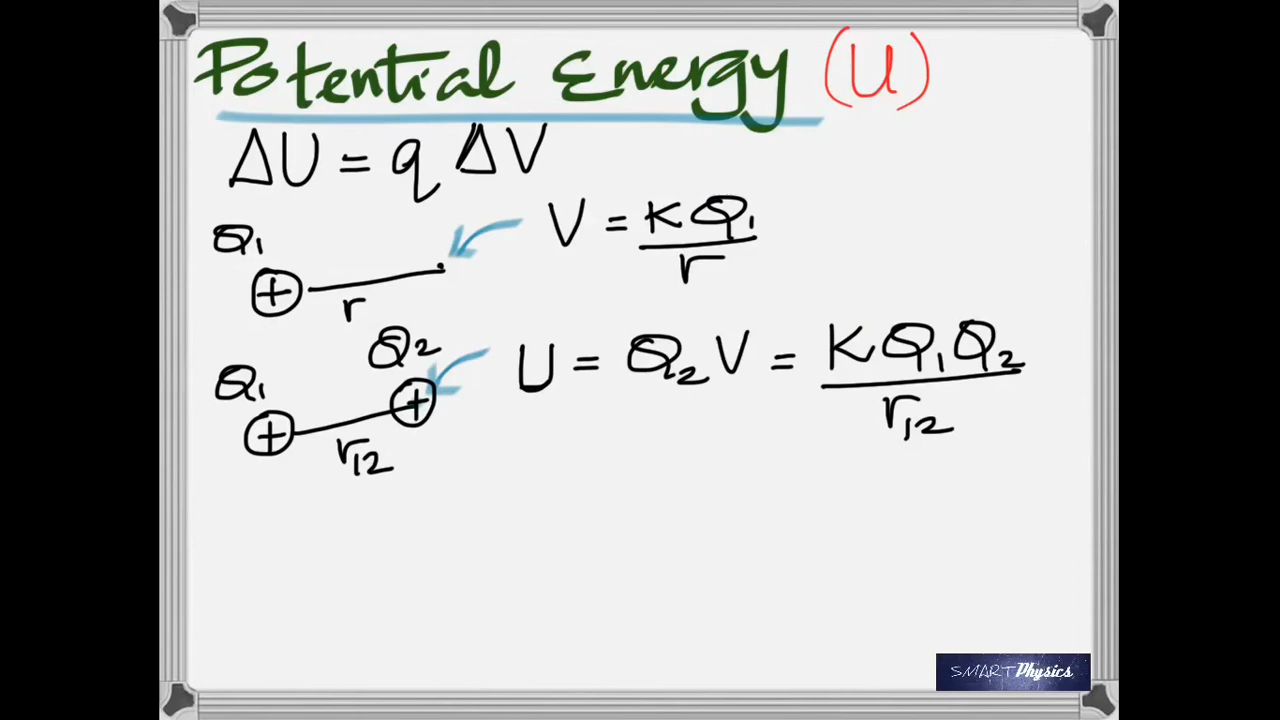 Potential Energy (U)
ΔU = q ΔV
Q₁
V = KQ₁/r
r
Q₂
Q₁
U = Q₂V = KQ₁Q₂/r₁₂
r₁₂
SMART Physics